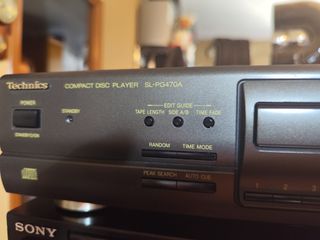 Technics COMPACT DISC PLAYER SL-PG470A
POWER
STANDBY
EDIT GUIDE
TAPE LENGTH SIDE A/B TIME FADE
STANDBY⏻/ON
RANDOM TIME MODE
PEAK SEARCH AUTO CUE
1 2 3
SONY